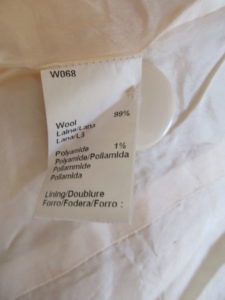 W068
Wool 99%
Laine/Lana
Lana/Lã
Polyamide 1%
Polyamide/Poliamida
Poliammide
Poliamida
Lining/Doublure
Forro/Fodera/Forro :